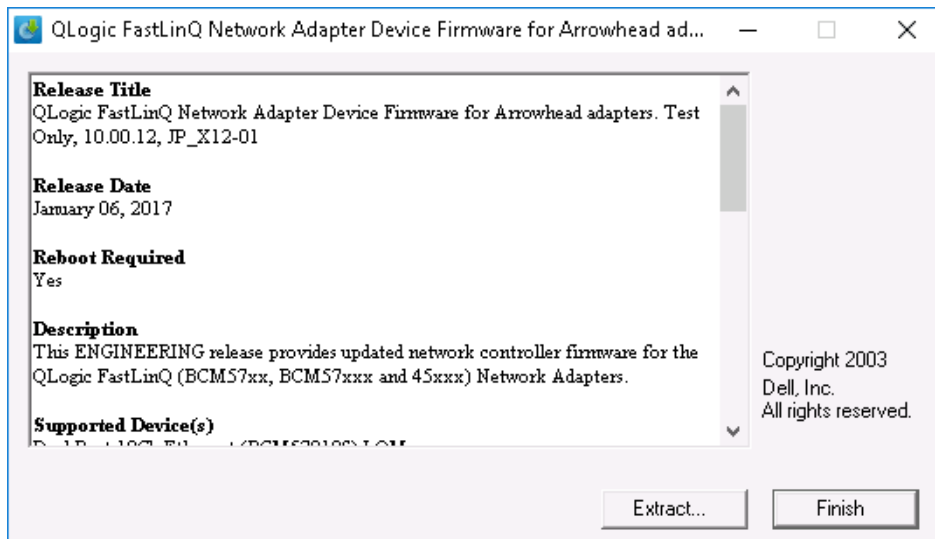 QLogic FastLinQ Network Adapter Device Firmware for Arrowhead ad...
Release Title
QLogic FastLinQ Network Adapter Device Firmware for Arrowhead adapters. Test
Only, 10.00.12, JP_X12-01
Release Date
January 06, 2017
Reboot Required
Yes
Description
This ENGINEERING release provides updated network controller firmware for the
QLogic FastLinQ (BCM57xx, BCM57xxx and 45xxx) Network Adapters.
Supported Device(s)
Copyright 2003
Dell, Inc.
All rights reserved.
Extract...
Finish